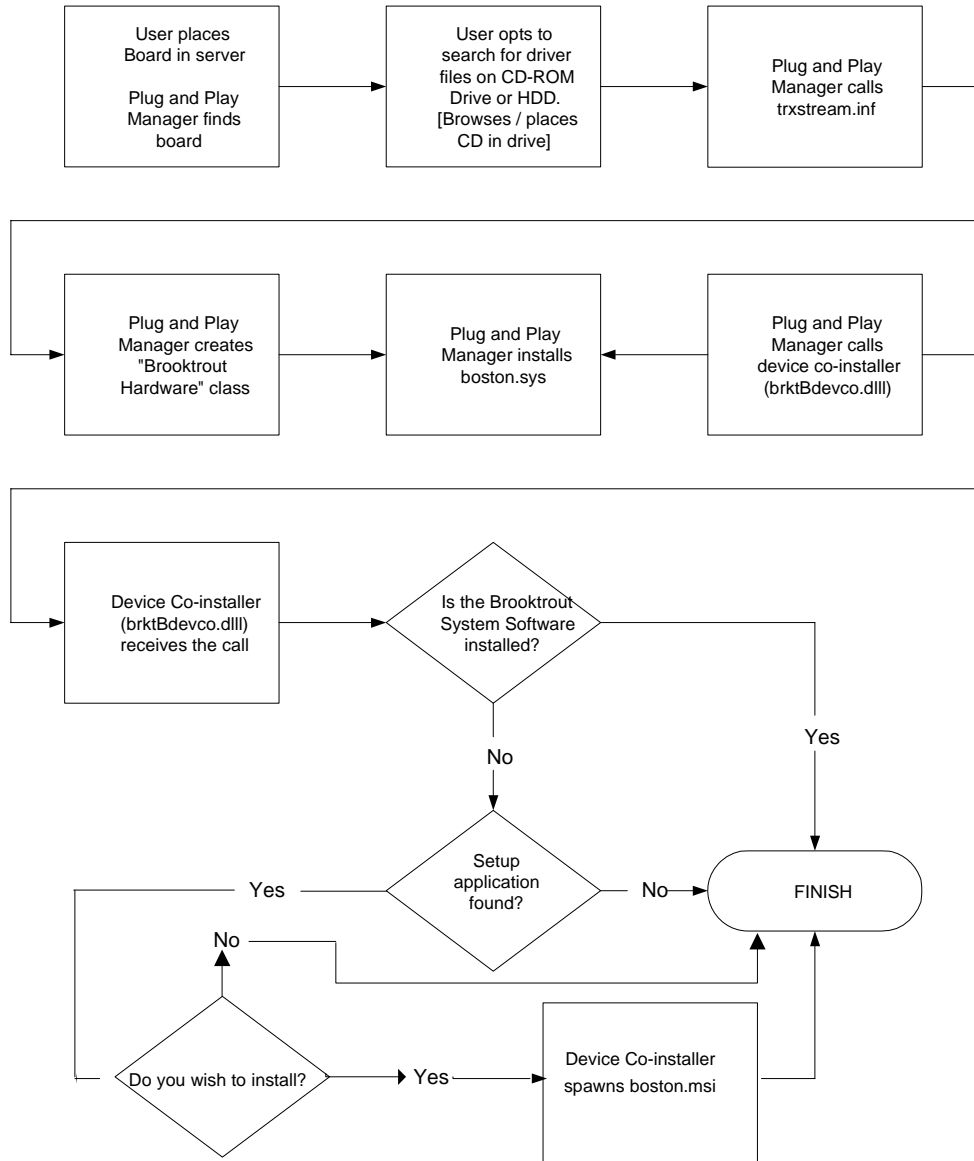 User places
Board in server
Plug and Play
Manager finds
board
User opts to
search for driver
files on CD-ROM
Drive or HDD.
[Browses / places
CD in drive]
Plug and Play
Manager calls
trxstream.inf
Plug and Play
Manager creates
"Brooktrout
Hardware" class
Plug and Play
Manager installs
boston.sys
Plug and Play
Manager calls
device co-installer
(brktBdevco.dlll)
Device Co-installer
(brktBdevco.dlll)
receives the call
Is the Brooktrout
System Software
installed?
Yes
No
Setup
application
found?
Yes
No
FINISH
No
Do you wish to install?
Yes
Device Co-installer
spawns boston.msi